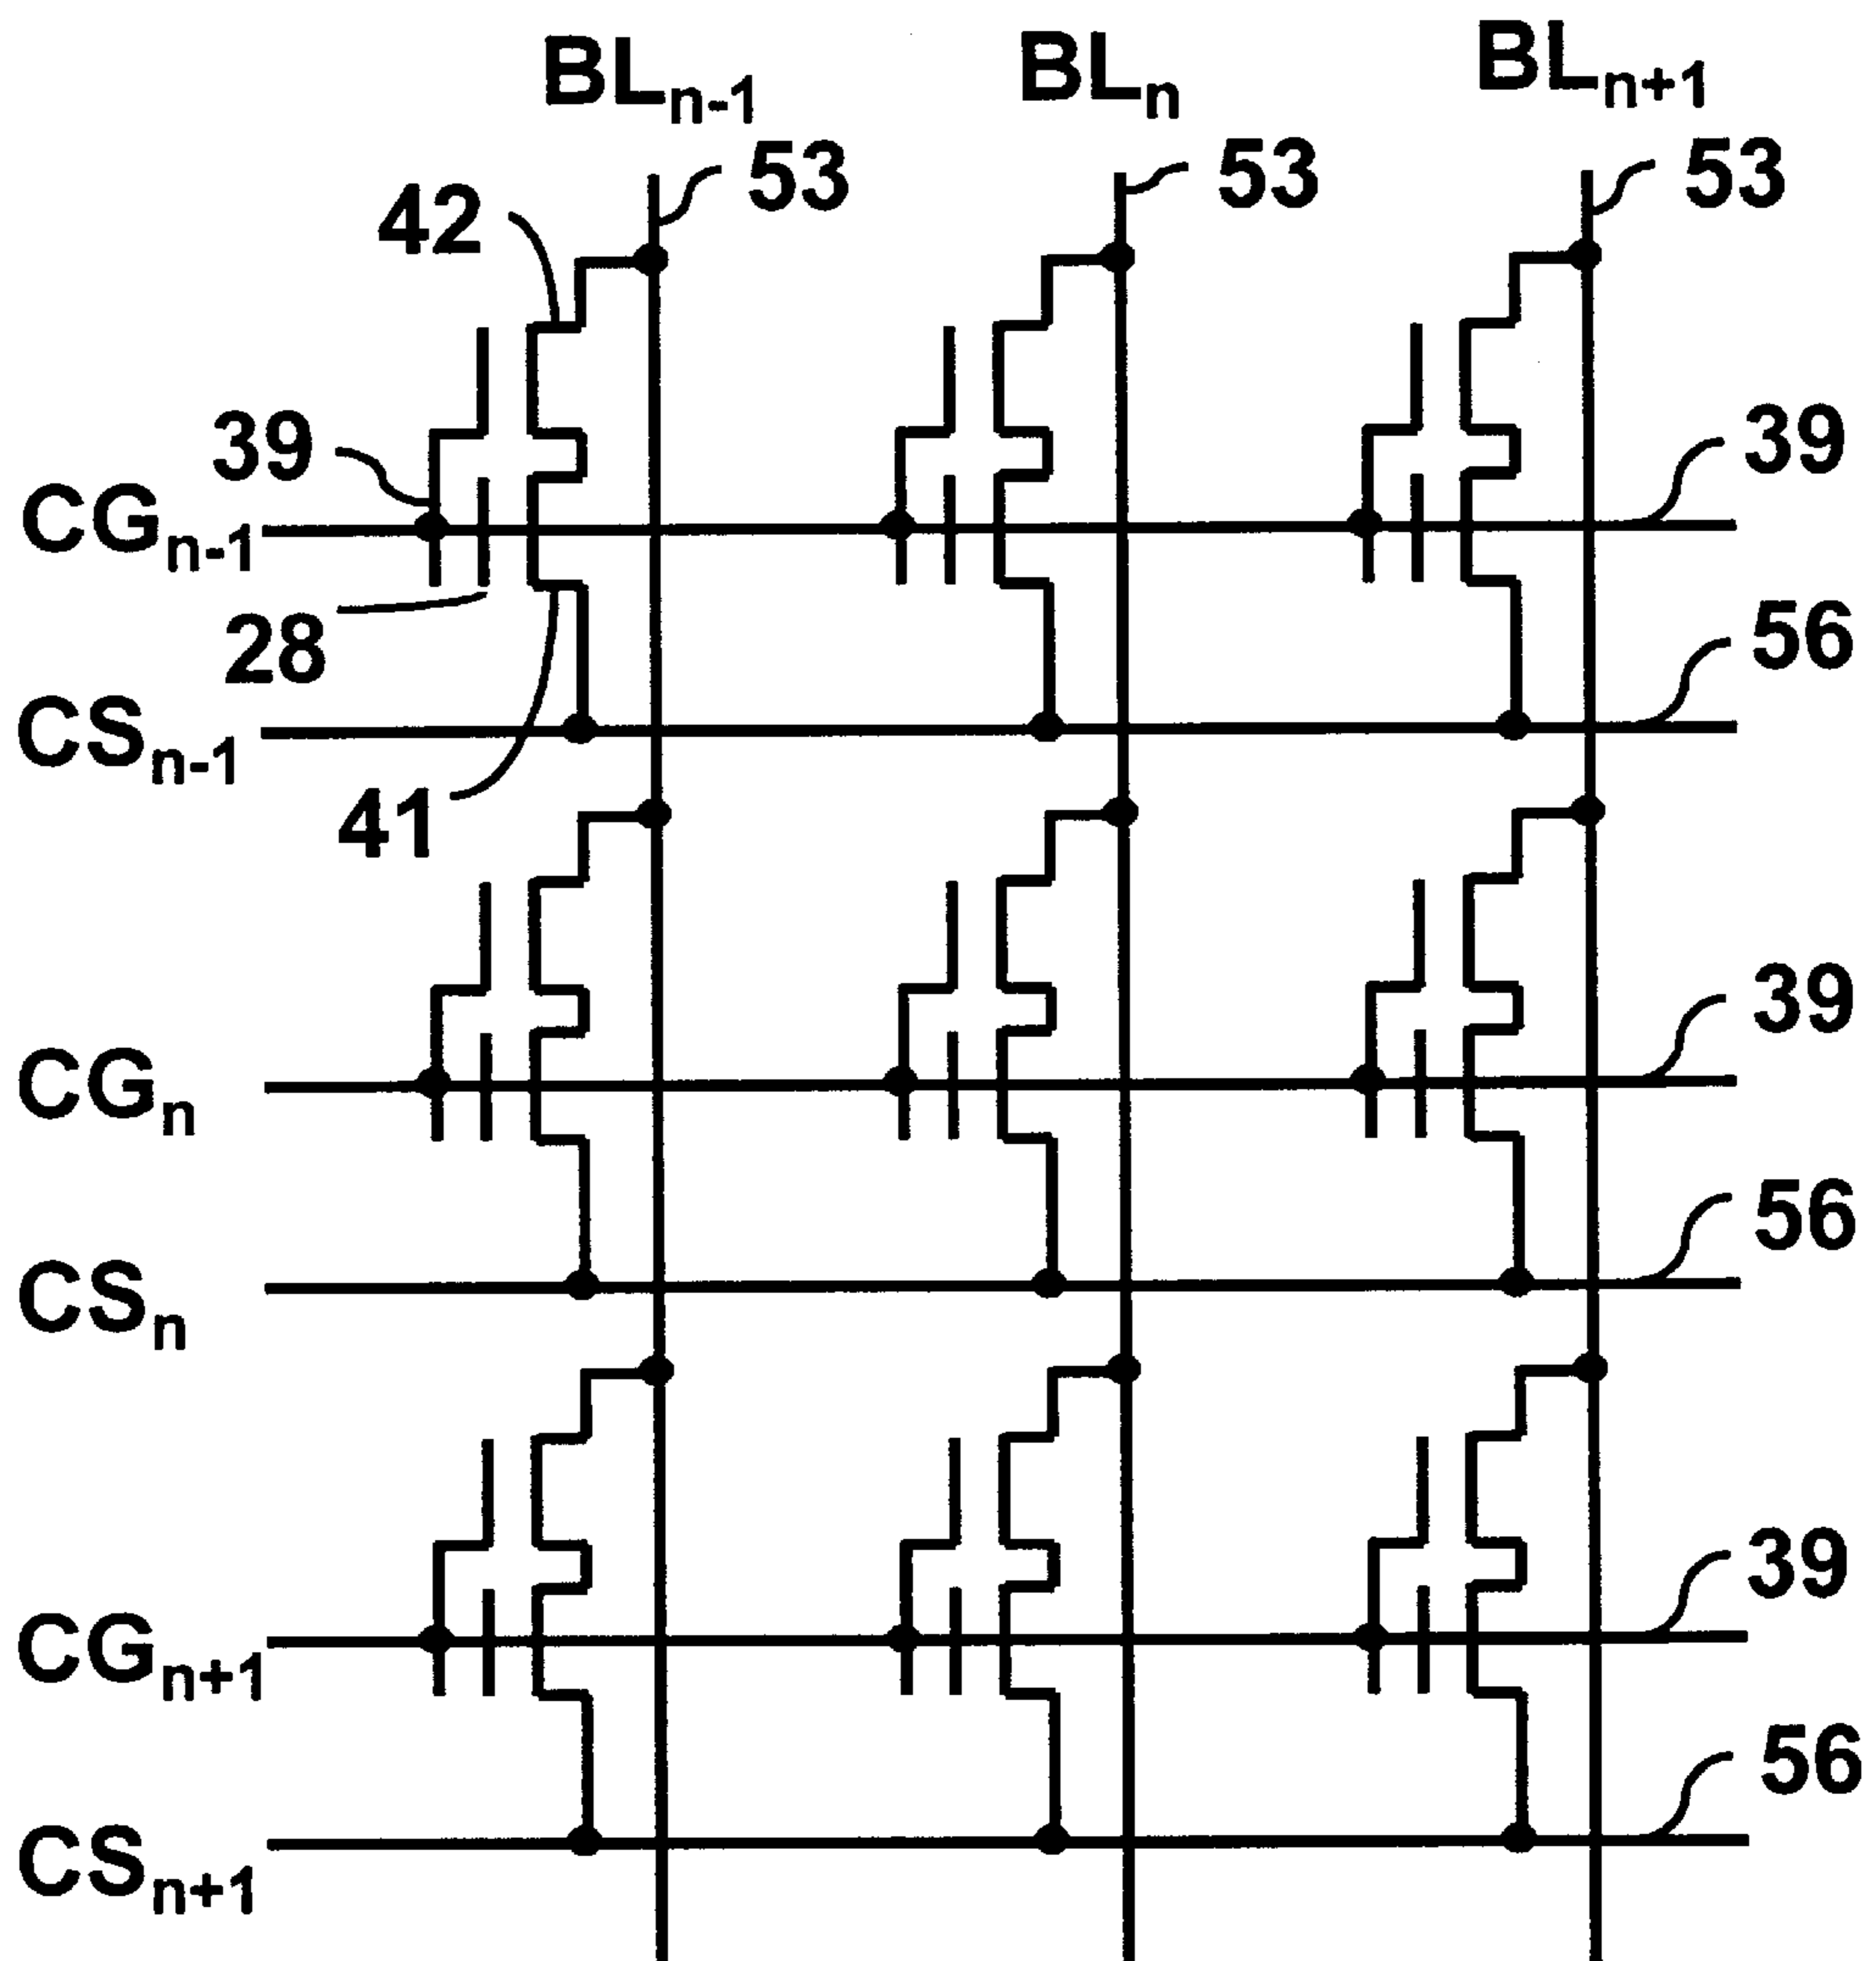 BLn-1 BLn BLn+1
53 53 53
42
39 39
CGn-1
28 56
CSn-1
41
39
CGn
56
CSn
39
CGn+1
56
CSn+1